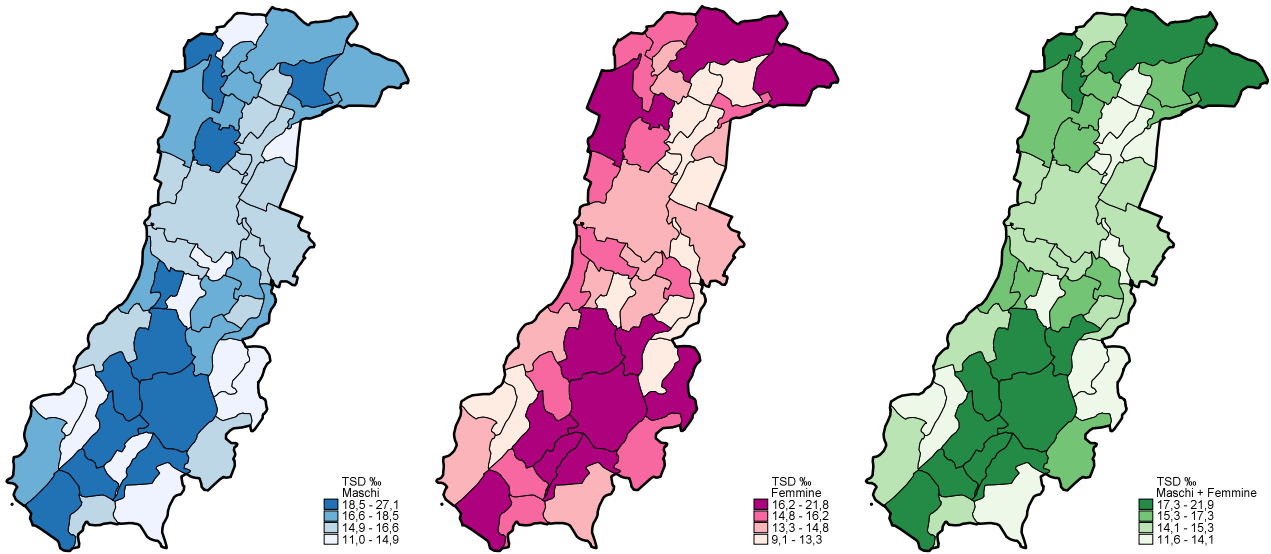 TSD ‰
Maschi
18,5 - 27,1
16,6 - 18,5
14,9 - 16,6
11,0 - 14,9
TSD ‰
Femmine
16,2 - 21,8
14,8 - 16,2
13,3 - 14,8
9,1 - 13,3
TSD ‰
Maschi + Femmine
17,3 - 21,9
15,3 - 17,3
14,1 - 15,3
11,6 - 14,1